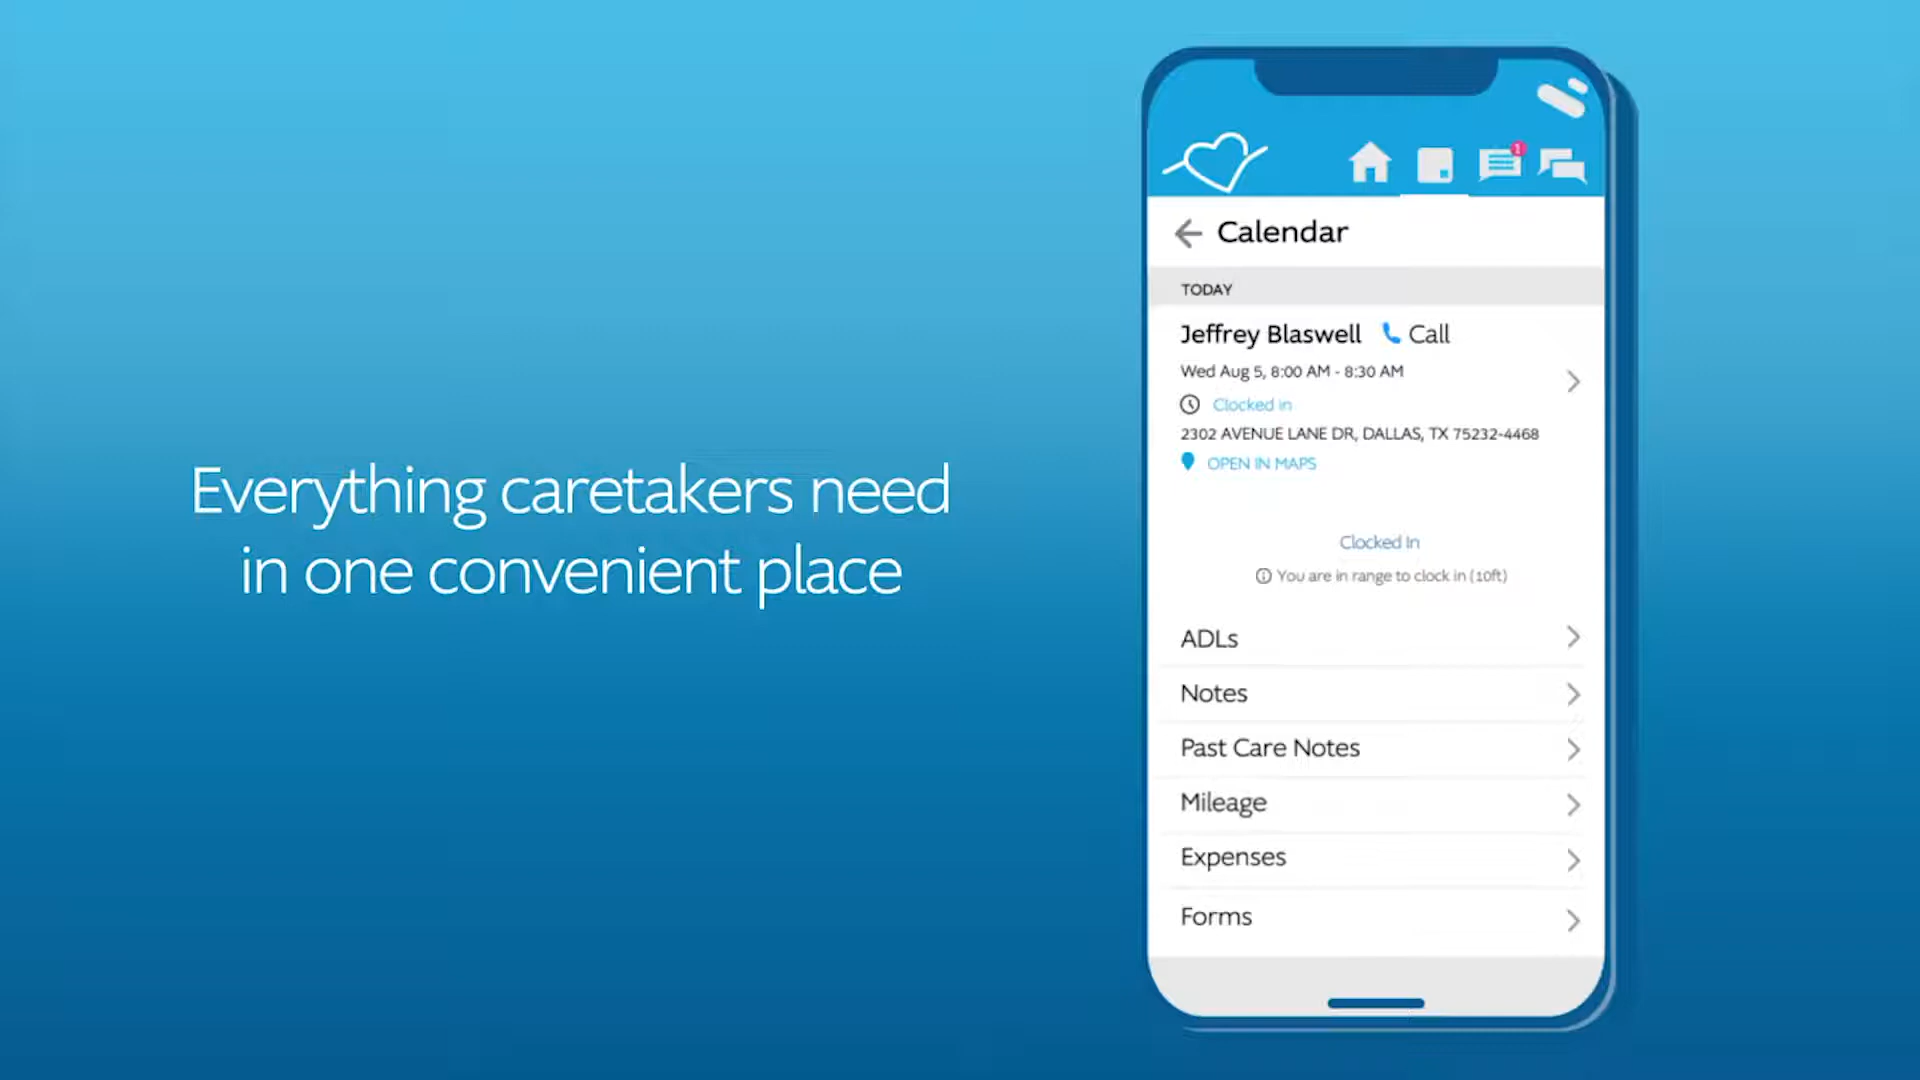 Everything caretakers need
in one convenient place
1
Calendar
TODAY
Jeffrey Blaswell Call
Wed Aug 5, 8:00 AM - 8:30 AM
Clocked in
2302 AVENUE LANE DR, DALLAS, TX 75232-4468
OPEN IN MAPS
Clocked In
You are in range to clock in (10ft)
ADLs
Notes
Past Care Notes
Mileage
Expenses
Forms